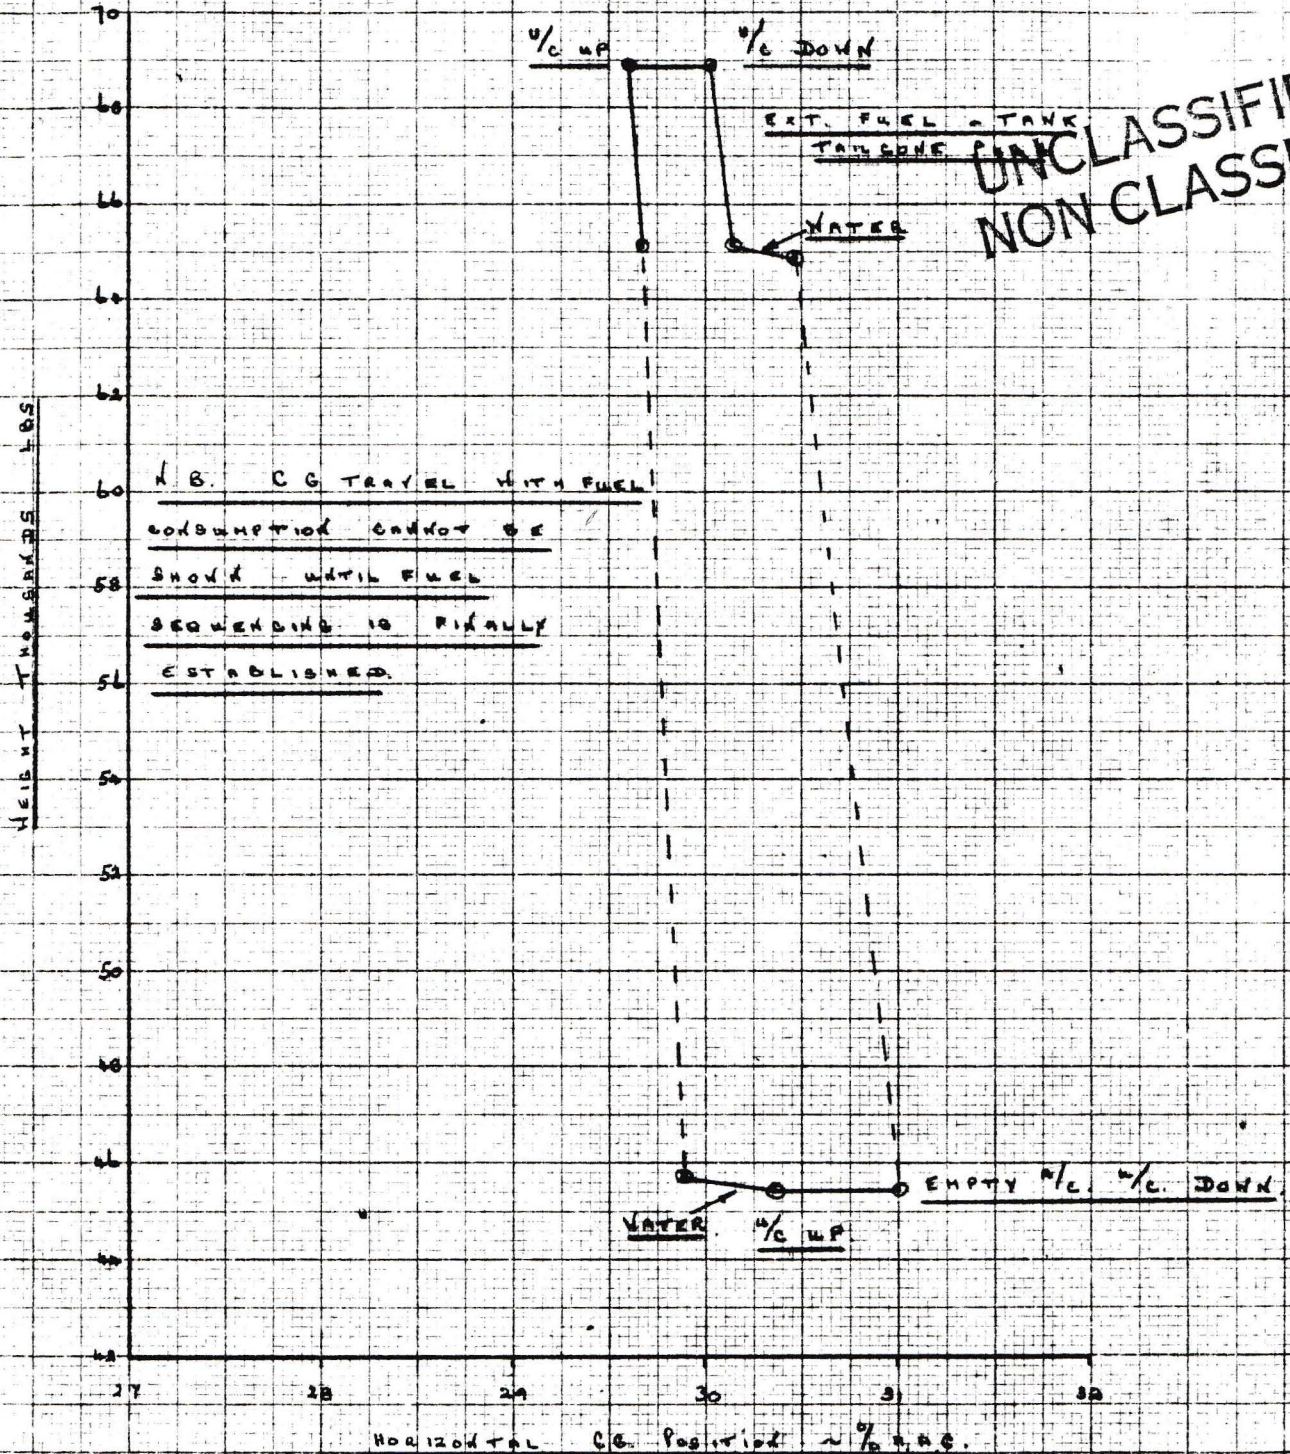 70
U/C UP
U/C DOWN
68
EXT. FUEL & TANK
TAILCONE
UNCLASSIFI
NON CLASS
66
WATER
64
62
WEIGHT THOUSANDS LBS
60
N.B. C G TRAVEL WITH FUEL
CONSUMPTION CANNOT BE
SHOWN UNTIL FUEL
58
SEQUENCING IS FINALLY
ESTABLISHED.
56
54
52
50
48
46
EMPTY A/C. U/C. DOWN.
WATER.
U/C UP
44
42
27 28 29 30 31 32
HORIZONTAL C.G. POSITION ~ % M.A.C.